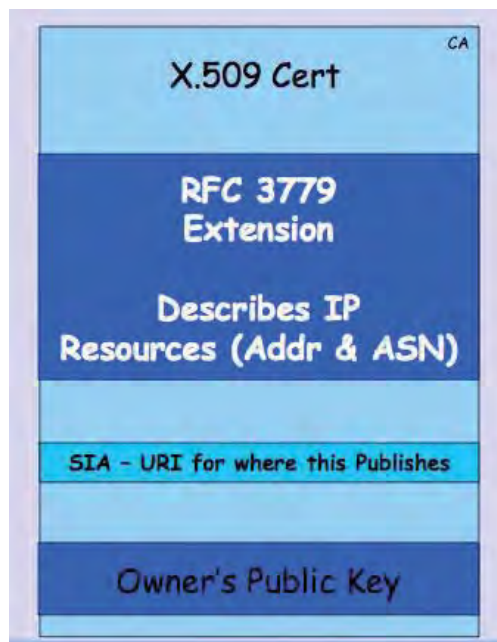 CA
X.509 Cert
RFC 3779
Extension
Describes IP
Resources (Addr & ASN)
SIA - URI for where this Publishes
Owner's Public Key